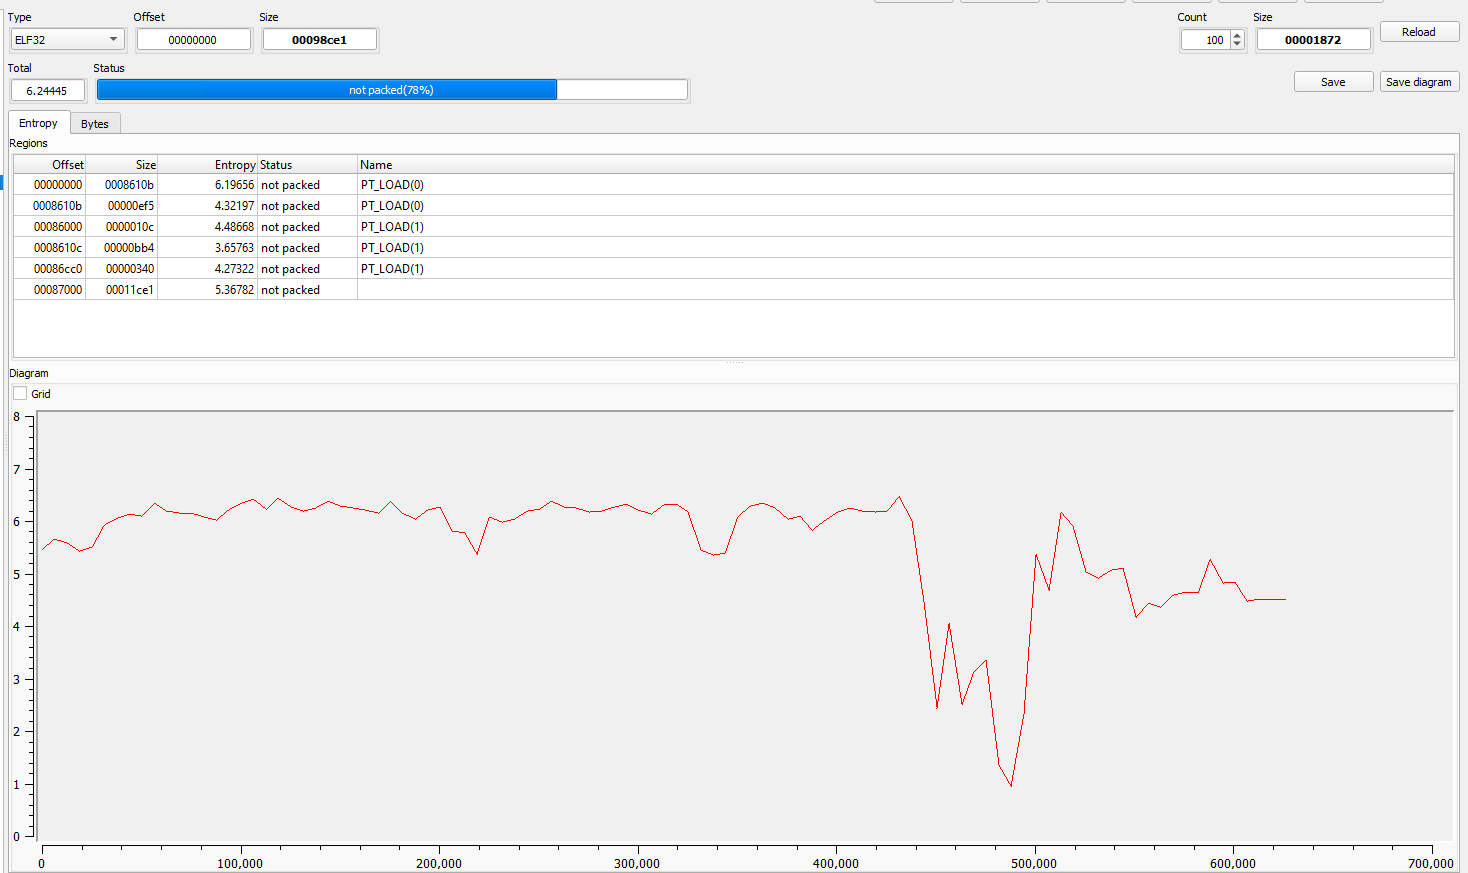 Type Offset Size Count Size
ELF32 00000000 00098ce1 100 00001872 Reload
Total Status
6.24445 not packed(78%) Save Save diagram
Entropy Bytes
Regions
Offset Size Entropy Status Name
00000000 0008610b 6.19656 not packed PT_LOAD(0)
0008610b 00000ef5 4.32197 not packed PT_LOAD(0)
00086000 0000010c 4.48668 not packed PT_LOAD(1)
0008610c 00000bb4 3.65763 not packed PT_LOAD(1)
00086cc0 00000340 4.27322 not packed PT_LOAD(1)
00087000 00011ce1 5.36782 not packed
Diagram
Grid
8
7
6
5
4
3
2
1
0
0 100,000 200,000 300,000 400,000 500,000 600,000 700,000